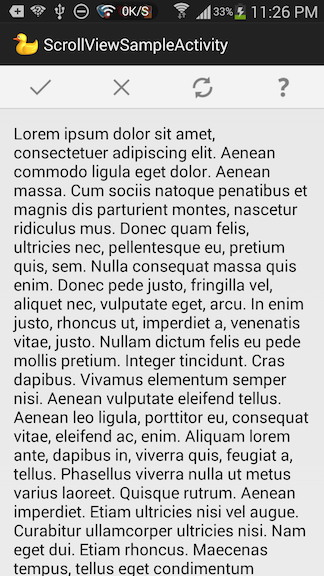 0K/S 33% 11:26 PM
ScrollViewSampleActivity
?
Lorem ipsum dolor sit amet,
consectetuer adipiscing elit. Aenean
commodo ligula eget dolor. Aenean
massa. Cum sociis natoque penatibus et
magnis dis parturient montes, nascetur
ridiculus mus. Donec quam felis,
ultricies nec, pellentesque eu, pretium
quis, sem. Nulla consequat massa quis
enim. Donec pede justo, fringilla vel,
aliquet nec, vulputate eget, arcu. In enim
justo, rhoncus ut, imperdiet a, venenatis
vitae, justo. Nullam dictum felis eu pede
mollis pretium. Integer tincidunt. Cras
dapibus. Vivamus elementum semper
nisi. Aenean vulputate eleifend tellus.
Aenean leo ligula, porttitor eu, consequat
vitae, eleifend ac, enim. Aliquam lorem
ante, dapibus in, viverra quis, feugiat a,
tellus. Phasellus viverra nulla ut metus
varius laoreet. Quisque rutrum. Aenean
imperdiet. Etiam ultricies nisi vel augue.
Curabitur ullamcorper ultricies nisi. Nam
eget dui. Etiam rhoncus. Maecenas
tempus, tellus eget condimentum